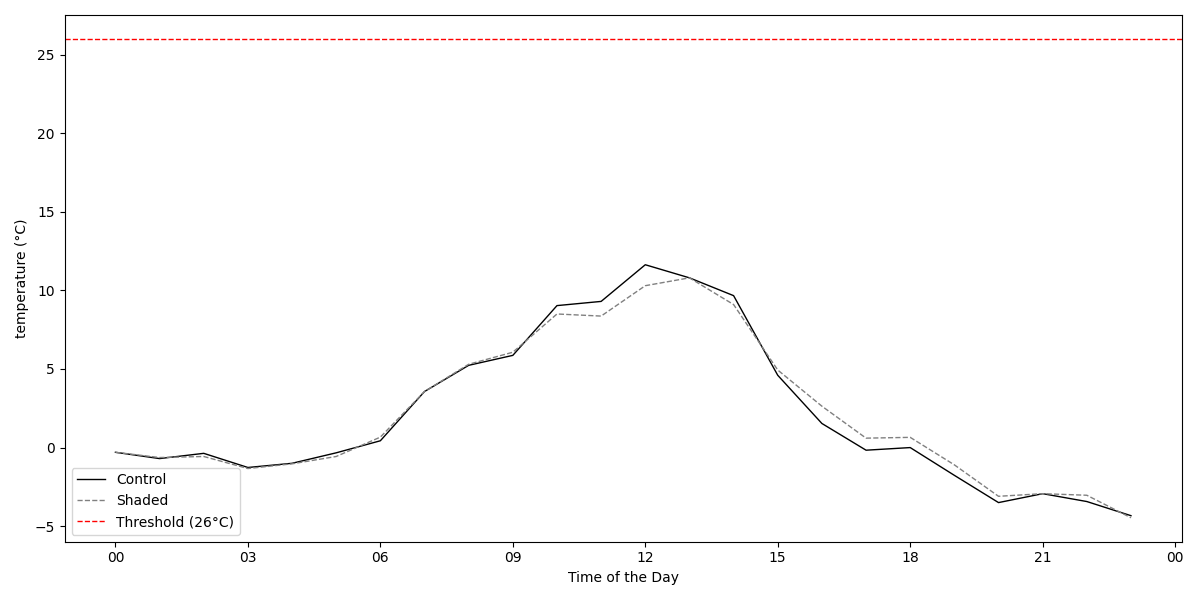 25
20
15
10
5
0
−5
temperature (°C)
Control
Shaded
Threshold (26°C)
00 03 06 09 12 15 18 21 00
Time of the Day